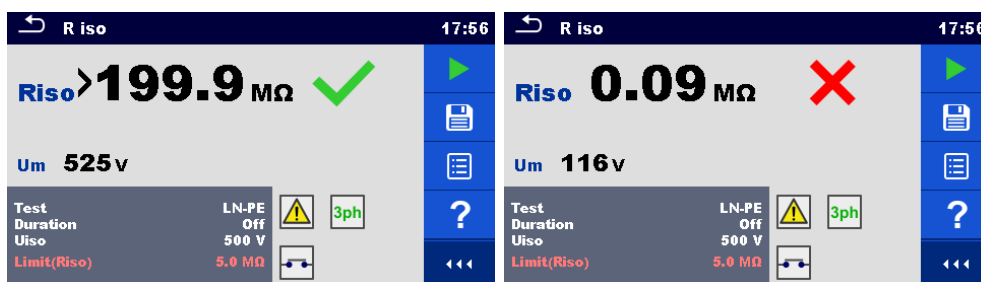 R iso 17:56
Riso >199.9 MΩ
Um 525 V
Test LN-PE
Duration Off
Uiso 500 V
Limit(Riso) 5.0 MΩ
3ph
?
R iso 17:56
Riso 0.09 MΩ
Um 116 V
Test LN-PE
Duration Off
Uiso 500 V
Limit(Riso) 5.0 MΩ
3ph
?